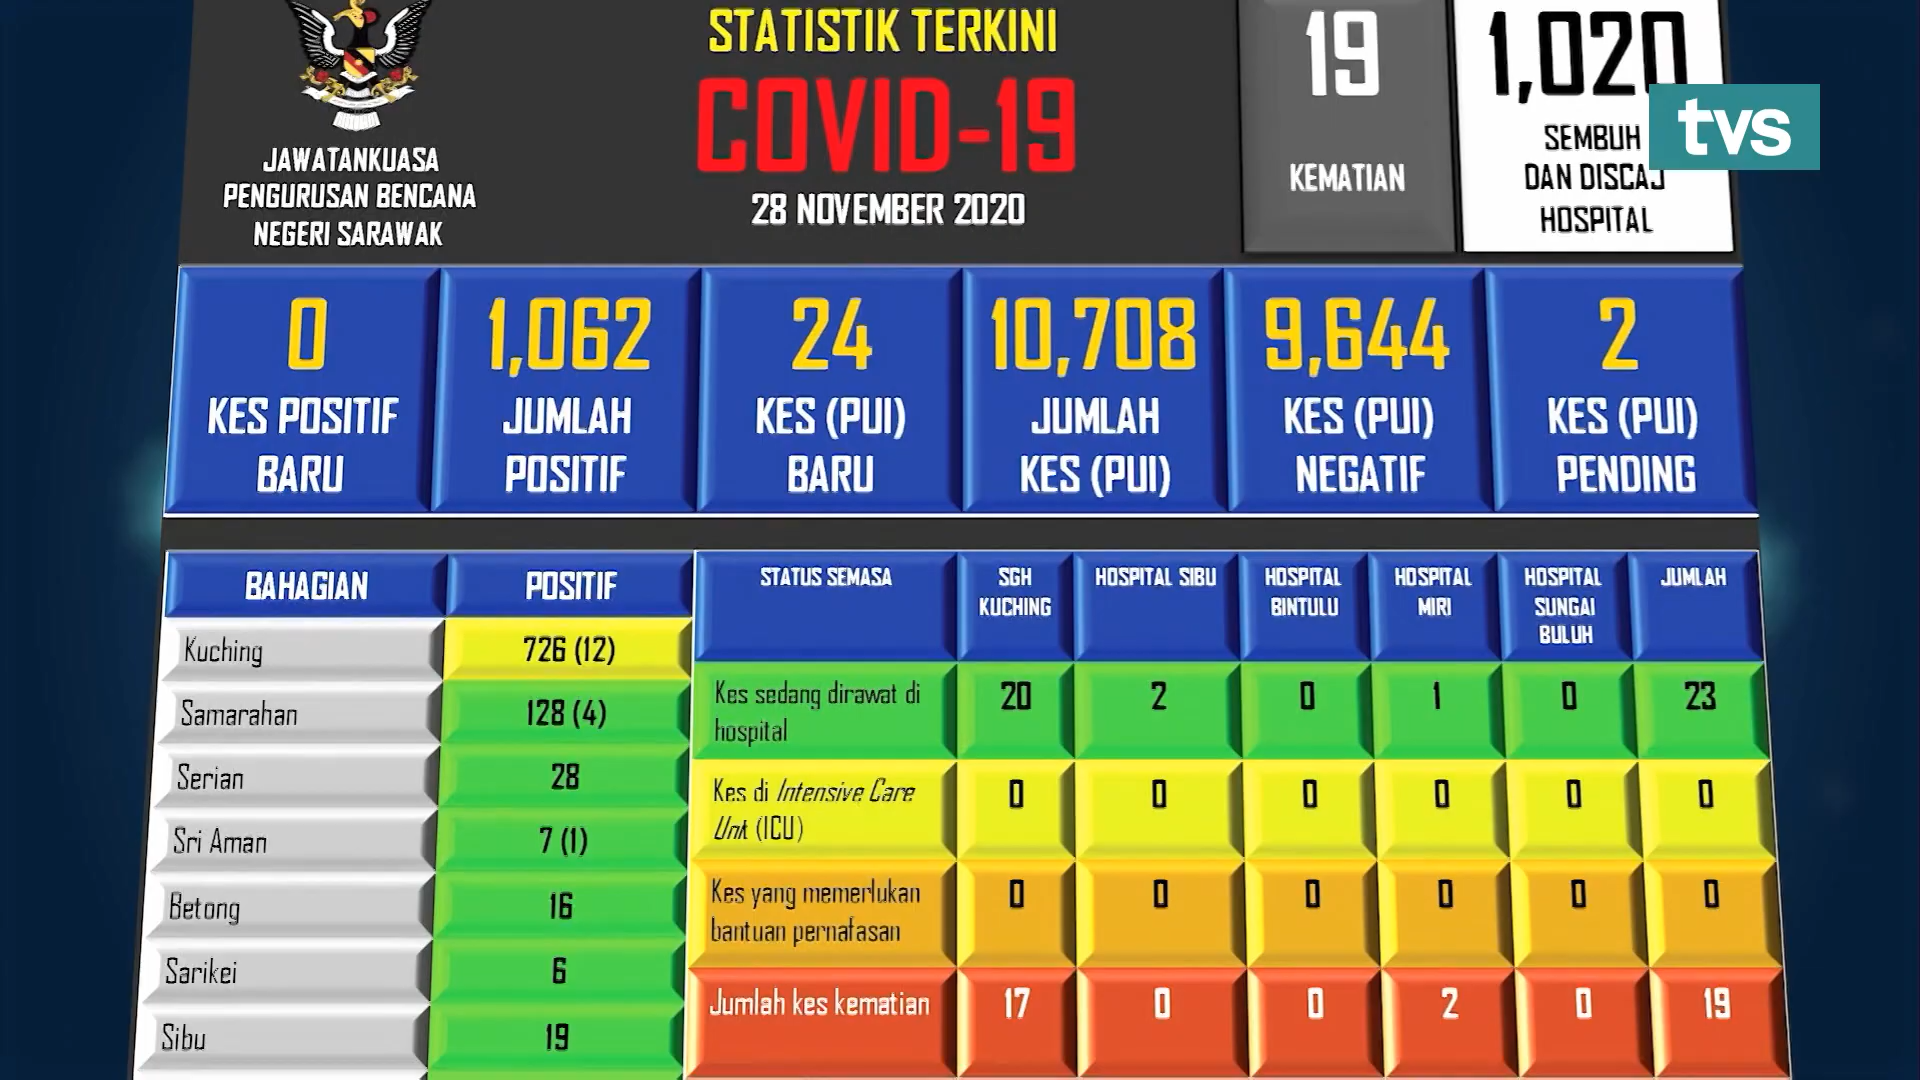 STATISTIK TERKINI
COVID-19
28 NOVEMBER 2020
JAWATANKUASA
PENGURUSAN BENCANA
NEGERI SARAWAK
19
KEMATIAN
1,020
SEMBUH
DAN DISCAJ
HOSPITAL
tvs
0
KES POSITIF
BARU
1,062
JUMLAH
POSITIF
24
KES (PUI)
BARU
10,708
JUMLAH
KES (PUI)
9,644
KES (PUI)
NEGATIF
2
KES (PUI)
PENDING
BAHAGIAN POSITIF
Kuching 726 (12)
Samarahan 128 (4)
Serian 28
Sri Aman 7 (1)
Betong 16
Sarikei 6
Sibu 19
STATUS SEMASA
SGH
KUCHING
HOSPITAL SIBU
HOSPITAL
BINTULU
HOSPITAL
MIRI
HOSPITAL
SUNGAI
BULUH
JUMLAH
Kes sedang dirawat di
hospital
20 2 0 1 0 23
Kes di Intensive Care
Unit (ICU)
0 0 0 0 0 0
Kes yang memerlukan
bantuan pernafasan
0 0 0 0 0 0
Jumlah kes kematian 17 0 0 2 0 19